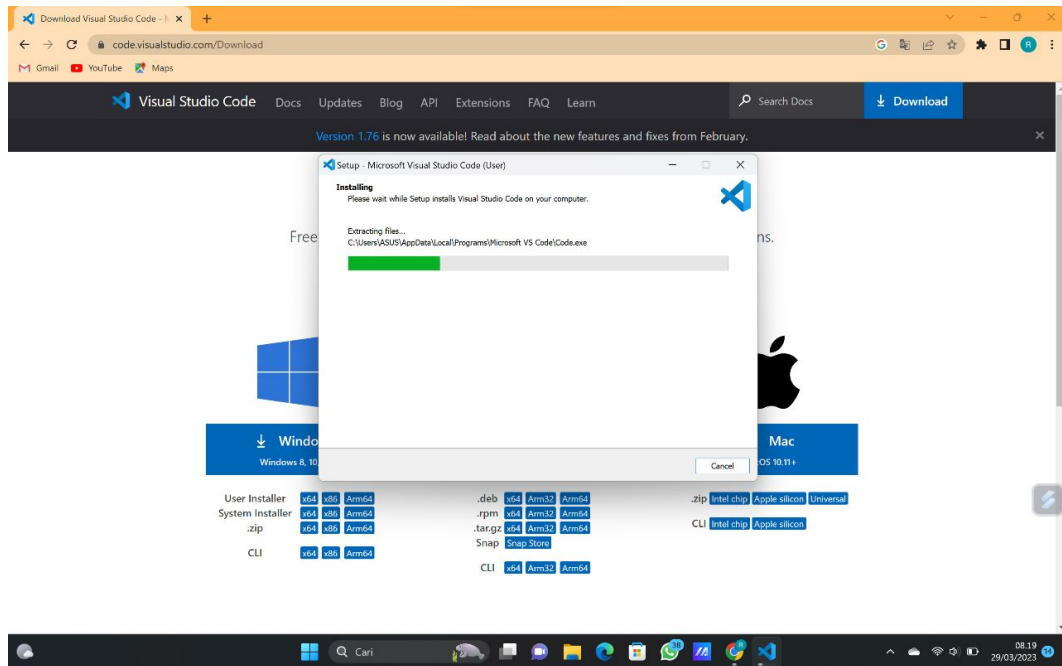 Download Visual Studio Code - M
code.visualstudio.com/Download
G
R
Gmail YouTube Maps
Visual Studio Code Docs Updates Blog API Extensions FAQ Learn Search Docs Download
Version 1.76 is now available! Read about the new features and fixes from February.
Setup - Microsoft Visual Studio Code (User)
Installing
Please wait while Setup installs Visual Studio Code on your computer.
Extracting files...
C:\Users\ASUS\AppData\Local\Programs\Microsoft VS Code\Code.exe
Free
ns.
Cancel
Windo
Windows 8, 10
Mac
OS 10.11+
User Installer x64 x86 Arm64
System Installer x64 x86 Arm64
.zip x64 x86 Arm64
CLI x64 x86 Arm64
.deb x64 Arm32 Arm64
.rpm x64 Arm32 Arm64
.tar.gz x64 Arm32 Arm64
Snap Snap Store
CLI x64 Arm32 Arm64
.zip Intel chip Apple silicon Universal
CLI Intel chip Apple silicon
Cari
38
08.19
29/03/2023